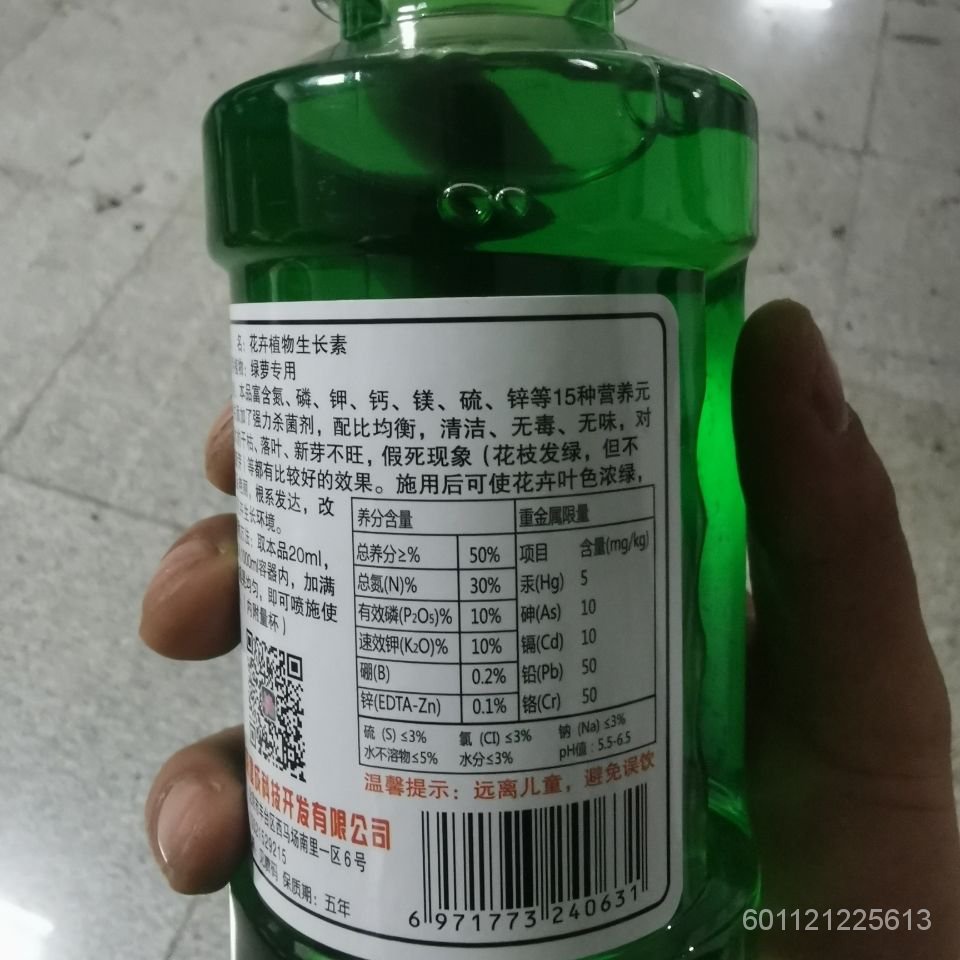 名：花卉植物生长素
植物：绿萝专用
本品富含氮、磷、钾、钙、镁、硫、锌等15种营养元
加了强力杀菌剂，配比均衡，清洁、无毒、无味，对
干枯、落叶、新芽不旺，假死现象（花枝发绿，但不
等都有比较好的效果。施用后可使花卉叶色浓绿，
根系发达，改
生长环境。
方法：取本品20ml，
容器内，加满
均匀，即可喷施使
内附量杯）
养分含量 重金属限量
总养分≥% 50% 项目 含量(mg/kg)
总氮(N)% 30% 汞(Hg) 5
有效磷(P₂O₅)% 10% 砷(As) 10
速效钾(K₂O)% 10% 镉(Cd) 10
硼(B) 0.2% 铅(Pb) 50
锌(EDTA-Zn) 0.1% 铬(Cr) 50
硫 (S) ≤3% 氯 (CI) ≤3% 钠 (Na) ≤3%
水不溶物≤5% 水分≤3% pH值：5.5-6.5
温馨提示：远离儿童，避免误饮
科技开发有限公司
区西马场南里一区6号
29215
保质期：五年
6 971773 240631
601121225613